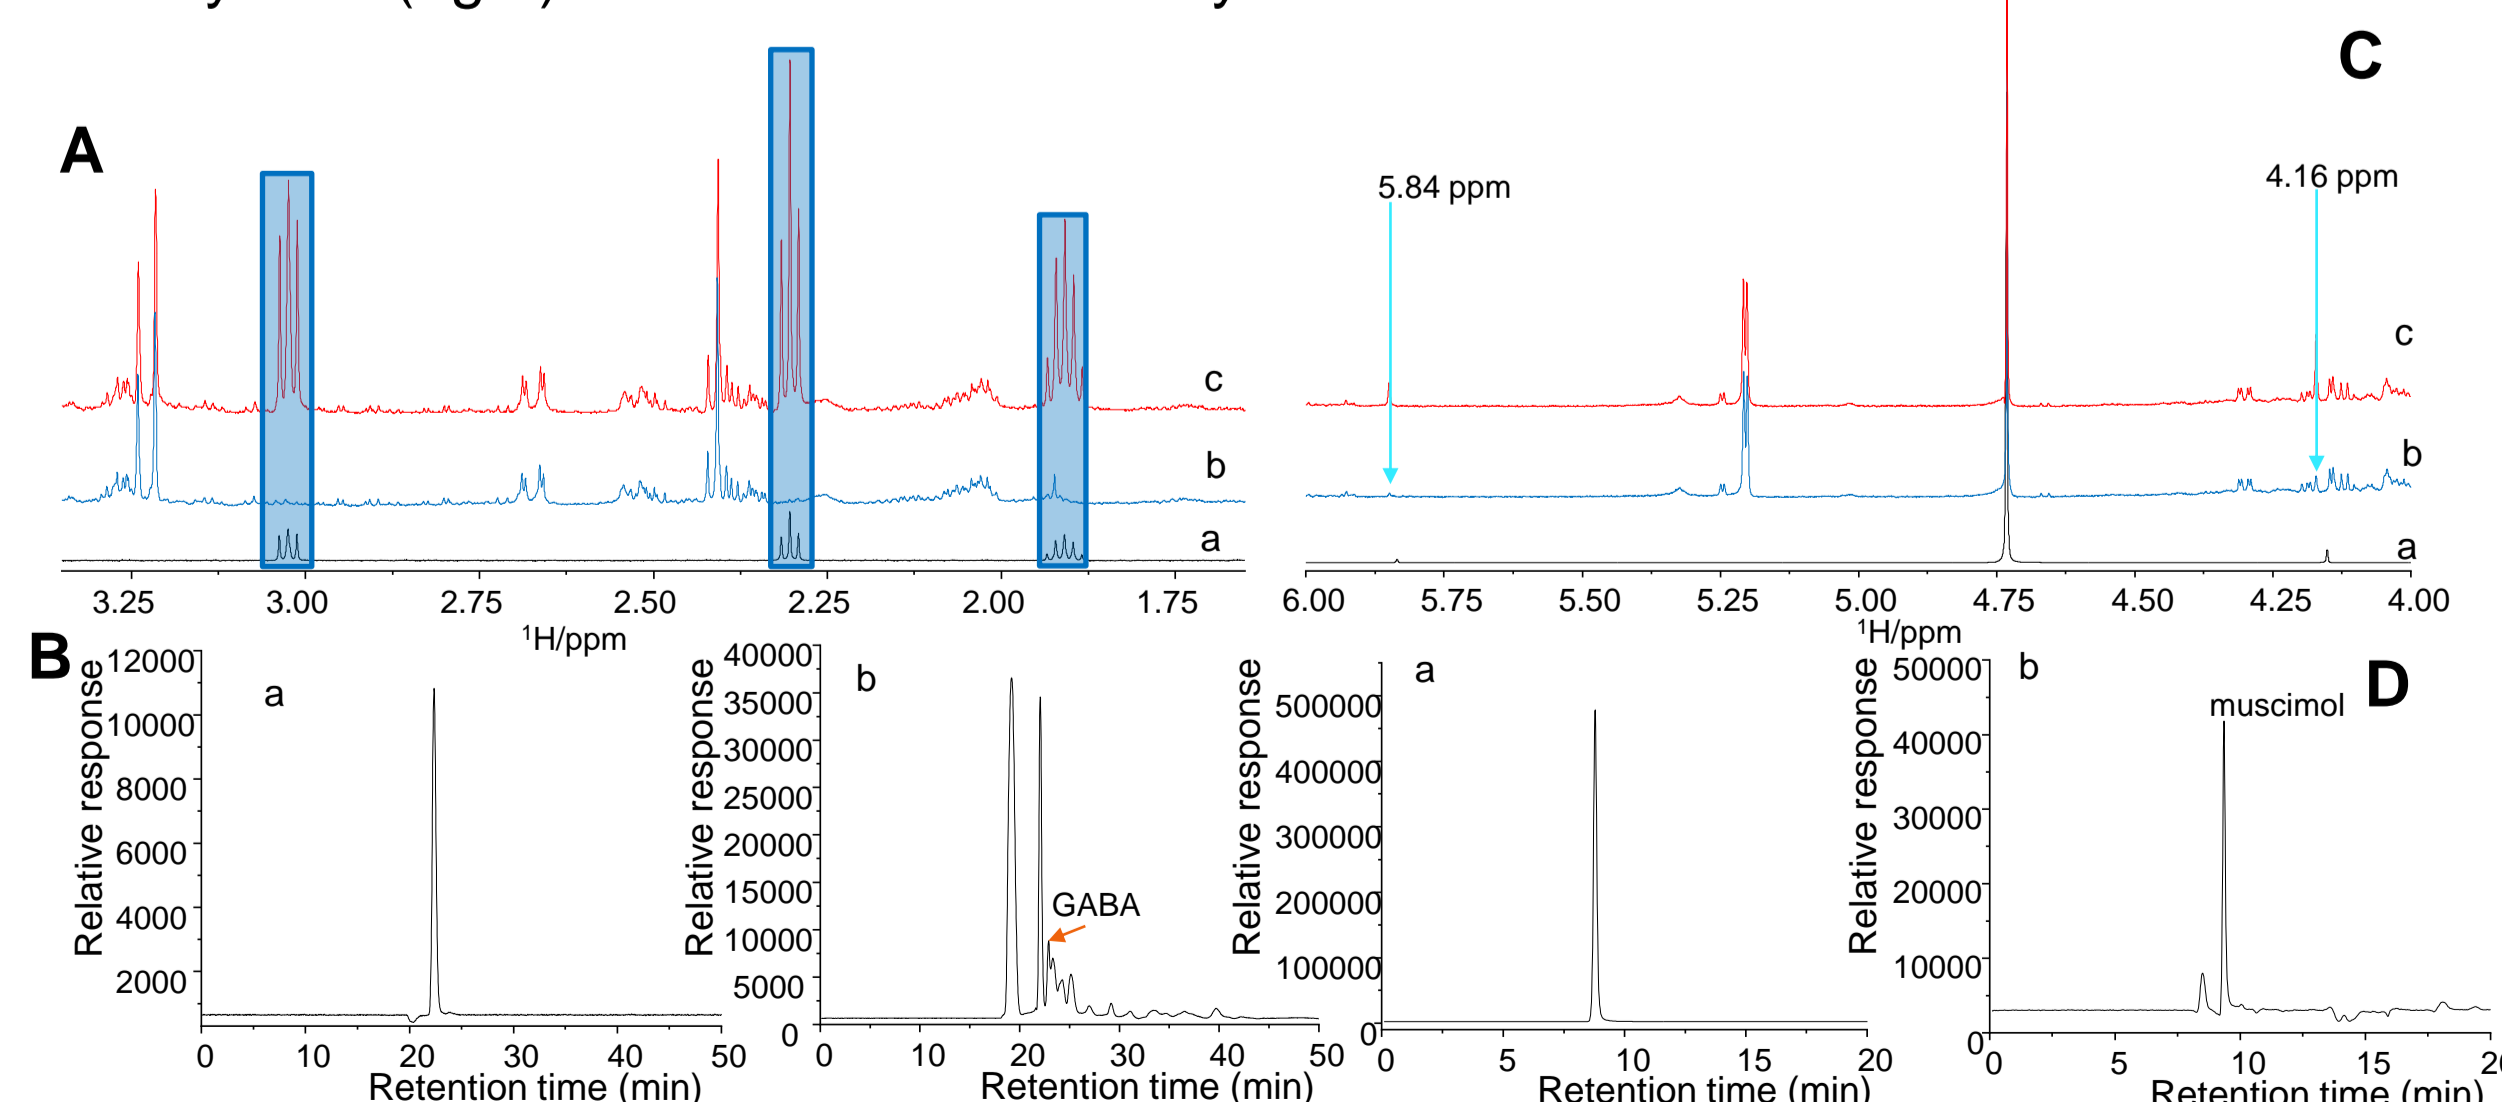 C
A
5.84 ppm
4.16 ppm
c
b
a
c
b
a
3.25 3.00 2.75 2.50 2.25 2.00 1.75
¹H/ppm
6.00 5.75 5.50 5.25 5.00 4.75 4.50 4.25 4.00
¹H/ppm
B
a
Relative response
12000
10000
8000
6000
4000
2000
0 10 20 30 40 50
Retention time (min)
b
Relative response
40000
35000
30000
25000
20000
15000
10000
5000
0
GABA
0 10 20 30 40 50
Retention time (min)
a
Relative response
500000
400000
300000
200000
100000
0
0 5 10 15 20
Retention time (min)
b
D
muscimol
Relative response
50000
40000
30000
20000
10000
0
0 5 10 15 20
Retention time (min)